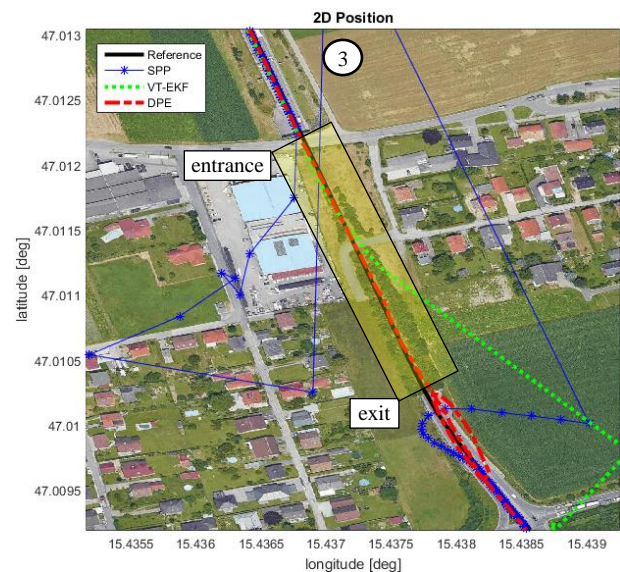 2D Position
47.013
47.0125
47.012
47.0115
47.011
47.0105
47.01
47.0095
latitude [deg]
Reference
SPP
VT-EKF
DPE
3
entrance
exit
15.4355
15.436
15.4365
15.437
15.4375
15.438
15.4385
15.439
longitude [deg]